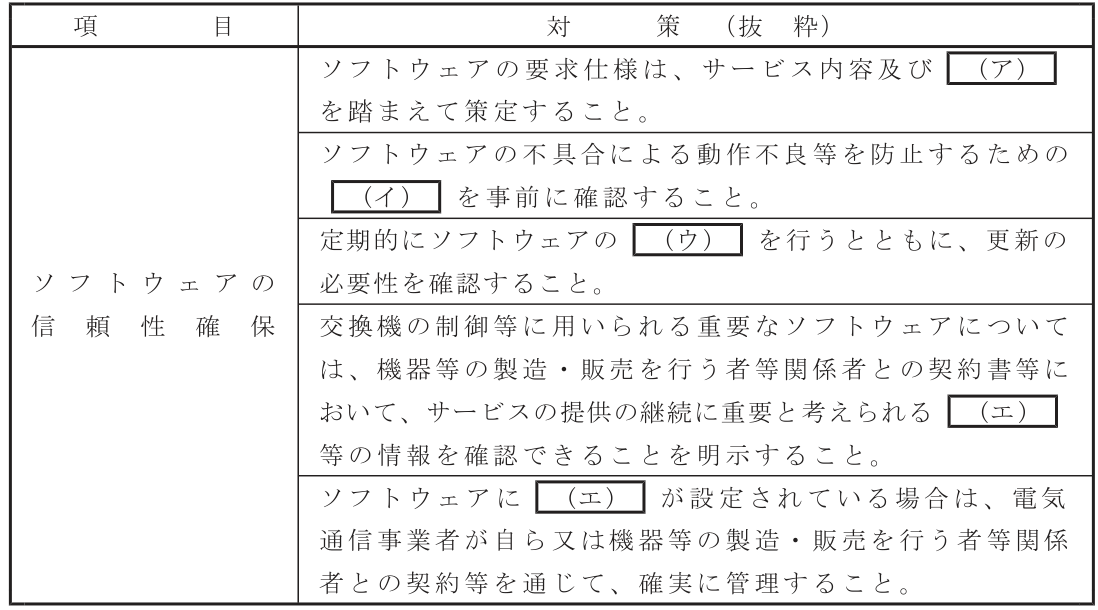 項 目
対 策 (抜 粋)
ソフトウェアの
信頼性確保
ソフトウェアの要求仕様は、サービス内容及び (ア)
を踏まえて策定すること。
ソフトウェアの不具合による動作不良等を防止するための
(イ) を事前に確認すること。
定期的にソフトウェアの (ウ) を行うとともに、更新の
必要性を確認すること。
交換機の制御等に用いられる重要なソフトウェアについて
は、機器等の製造・販売を行う者等関係者との契約書等に
おいて、サービスの提供の継続に重要と考えられる (エ)
等の情報を確認できることを明示すること。
ソフトウェアに (エ) が設定されている場合は、電気
通信事業者が自ら又は機器等の製造・販売を行う者等関係
者との契約等を通じて、確実に管理すること。